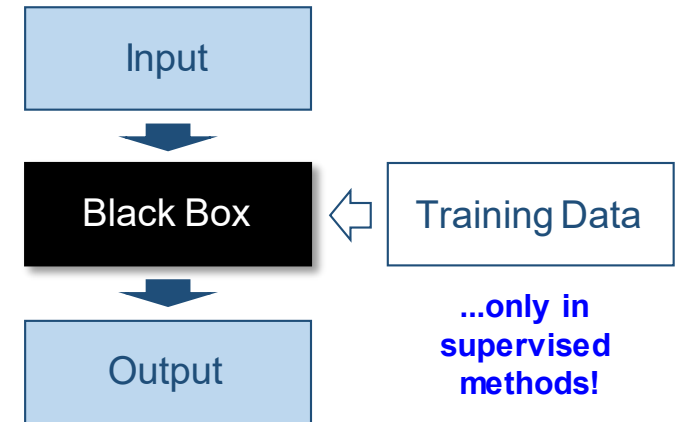 Input
Black Box
Training Data
...only in
supervised
methods!
Output